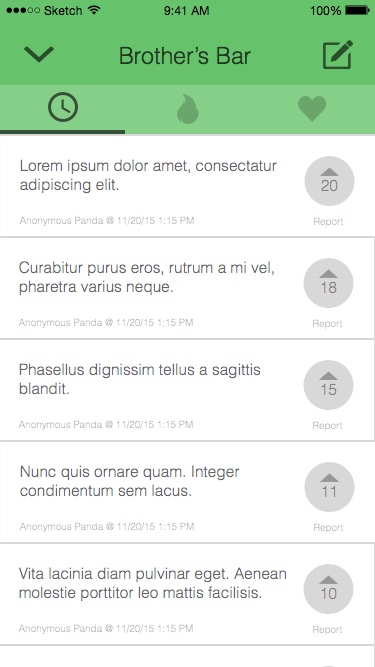 Sketch 9:41 AM 100%
Brother's Bar
Lorem ipsum dolor amet, consectatur
adipiscing elit.
20
Anonymous Panda @ 11/20/15 1:15 PM
Report
Curabitur purus eros, rutrum a mi vel,
pharetra varius neque.
18
Anonymous Panda @ 11/20/15 1:15 PM
Report
Phasellus dignissim tellus a sagittis
blandit.
15
Anonymous Panda @ 11/20/15 1:15 PM
Report
Nunc quis ornare quam. Integer
condimentum sem lacus.
11
Anonymous Panda @ 11/20/15 1:15 PM
Report
Vita lacinia diam pulvinar eget. Aenean
molestie porttitor leo mattis facilisis.
10
Anonymous Panda @ 11/20/15 1:15 PM
Report